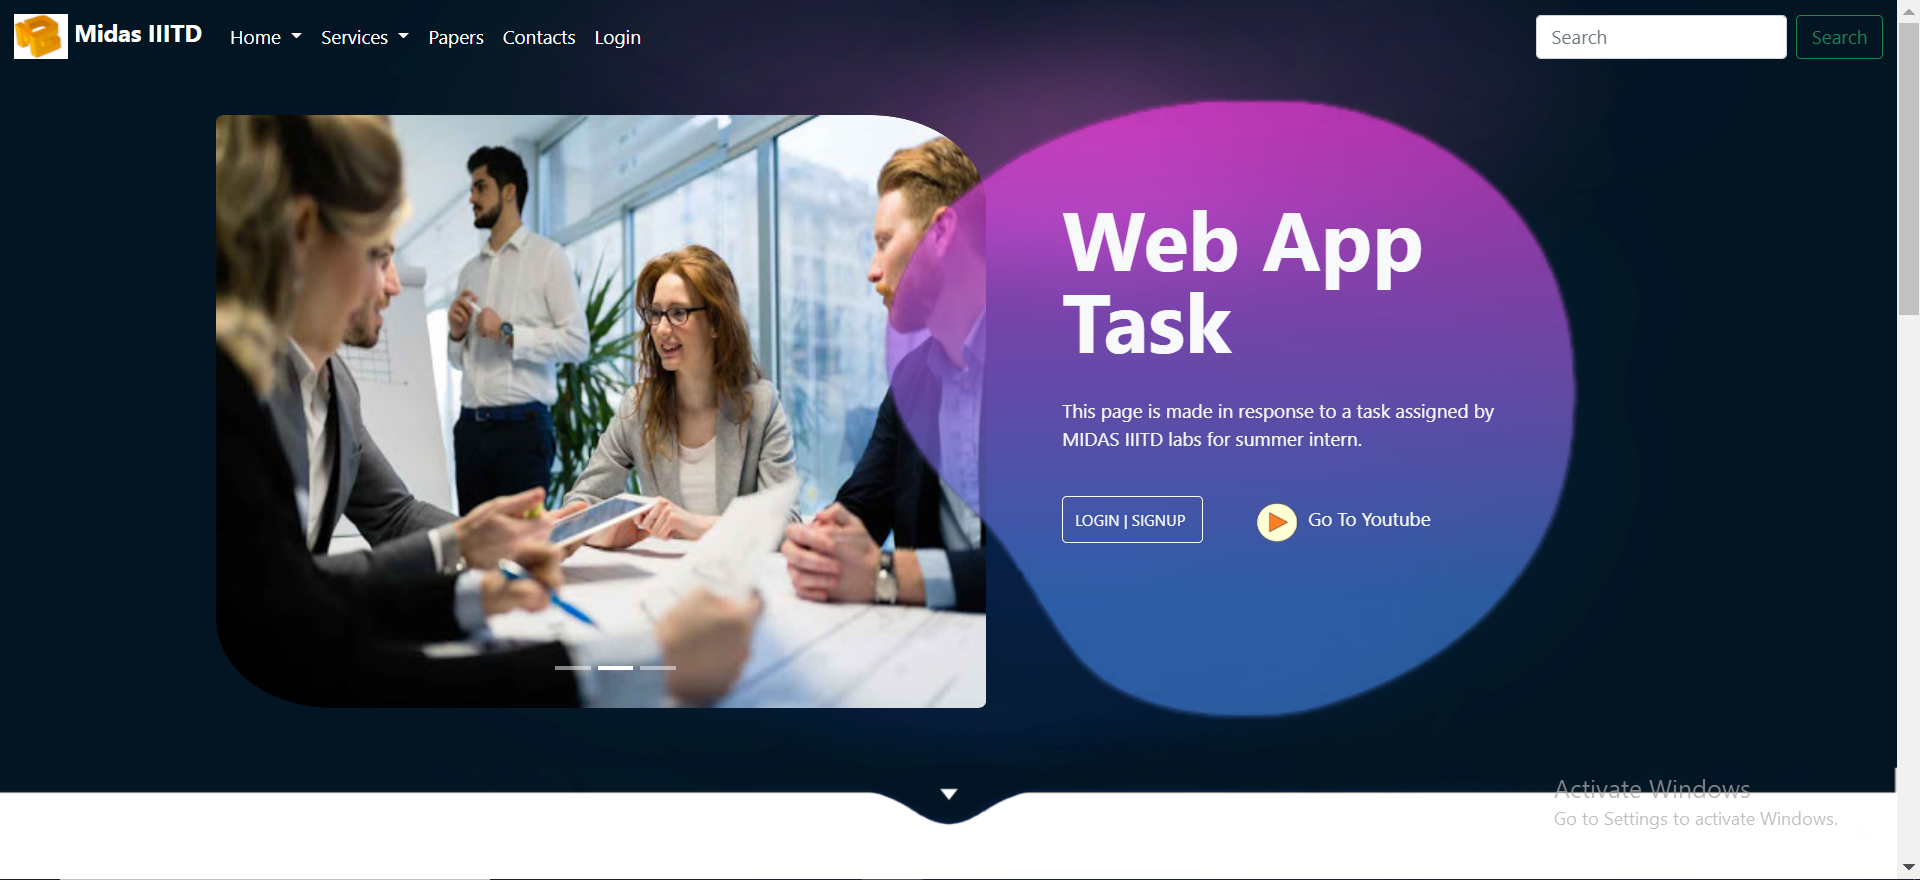 Midas IIITD
Home
Services
Papers
Contacts
Login
Search
Search
Web App
Task
This page is made in response to a task assigned by
MIDAS IIITD labs for summer intern.
LOGIN | SIGNUP
Go To Youtube
Activate Windows
Go to Settings to activate Windows.